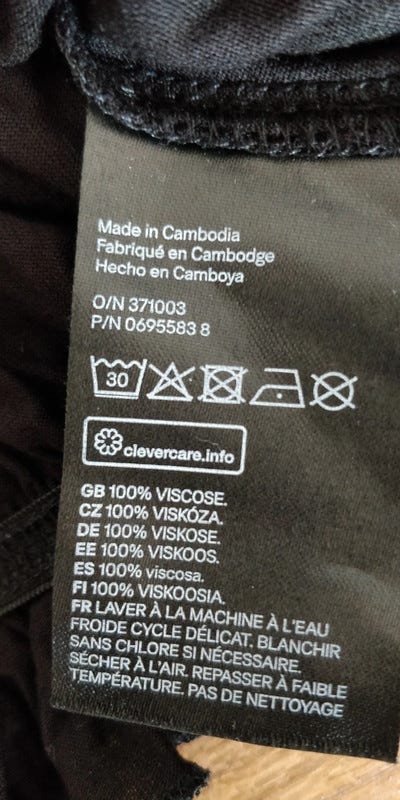 Made in Cambodia
Fabriqué en Cambodge
Hecho en Camboya
O/N 371003
P/N 0695583 8
30
clevercare.info
GB 100% VISCOSE.
CZ 100% VISKÓZA.
DE 100% VISKOSE.
EE 100% VISKOOS.
ES 100% viscosa.
FI 100% VISKOOSIA.
FR LAVER À LA MACHINE À L'EAU
FROIDE CYCLE DÉLICAT. BLANCHIR
SANS CHLORE SI NÉCESSAIRE.
SÉCHER À L'AIR. REPASSER À FAIBLE
TEMPÉRATURE. PAS DE NETTOYAGE